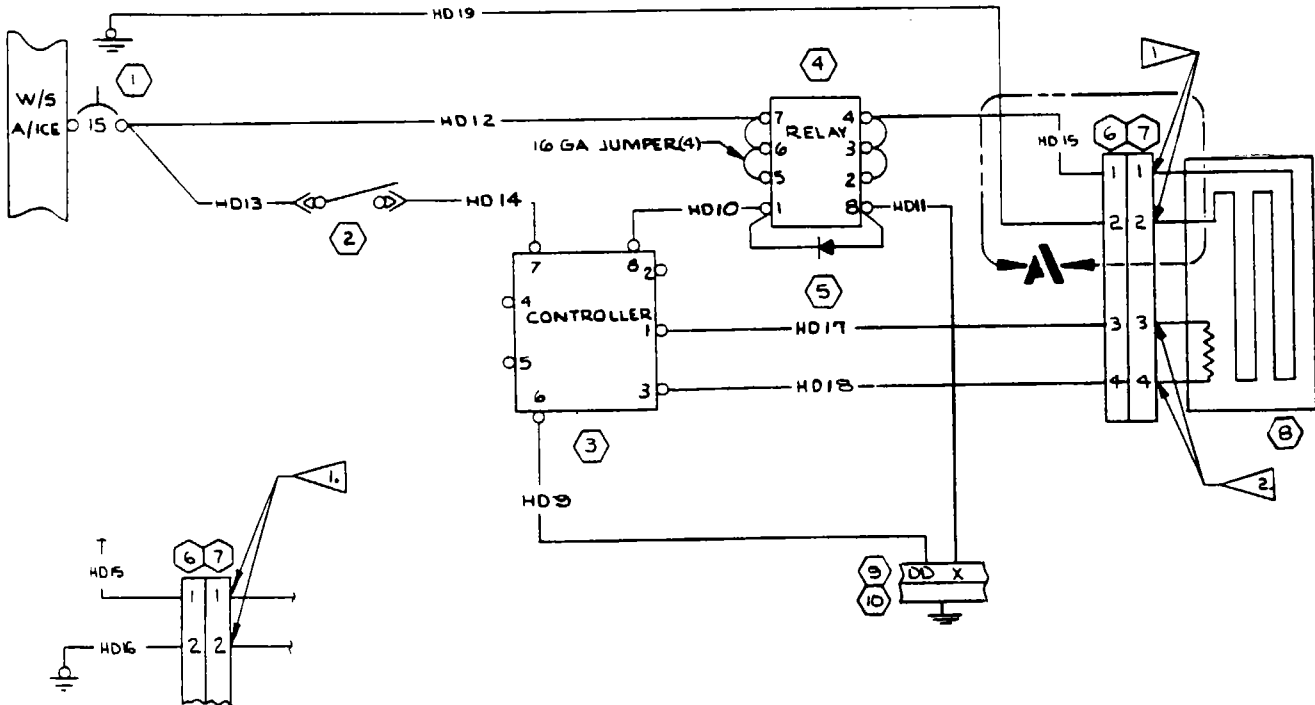 HD19
1
4
1
W/S
A/ICE
15
HD12
7
4
RELAY
16 GA JUMPER(4)
6
3
5
2
1
8
HD15
6 7
1 1
2 2
3 3
4 4
HD13
2
HD14
HD10
HD11
5
A
7
8
2
4
CONTROLLER
5
1
6
3
HD17
HD18
3
8
2.
1.
HD9
6 7
HD15
1 1
HD16
2 2
9
DD X
10